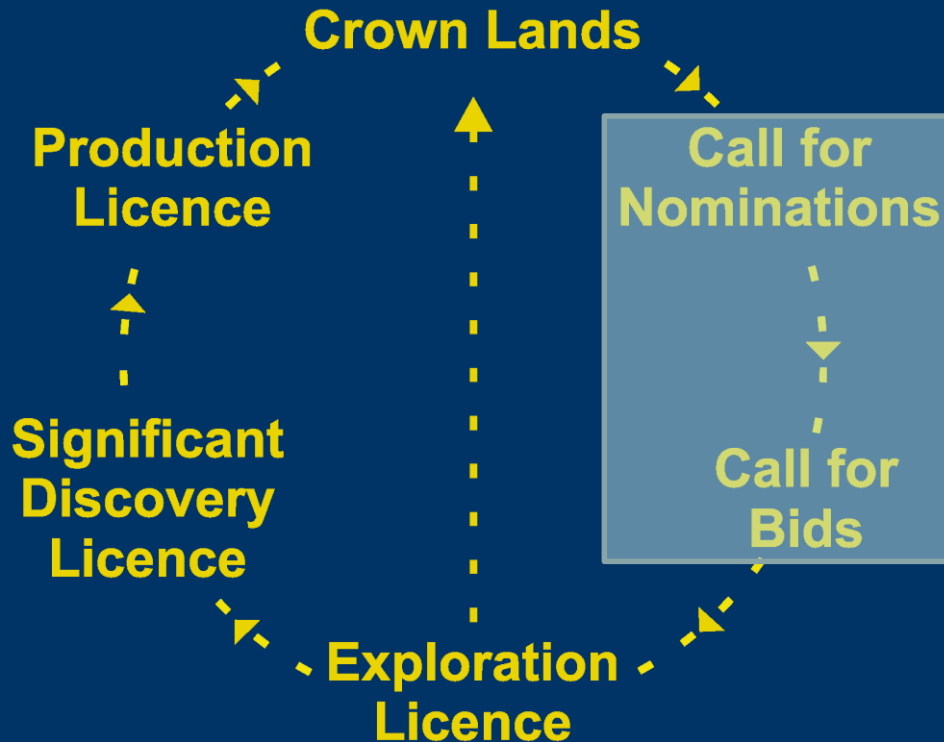 Crown Lands
Production
Licence
Call for
Nominations
Significant
Discovery
Licence
Call for
Bids
Exploration
Licence